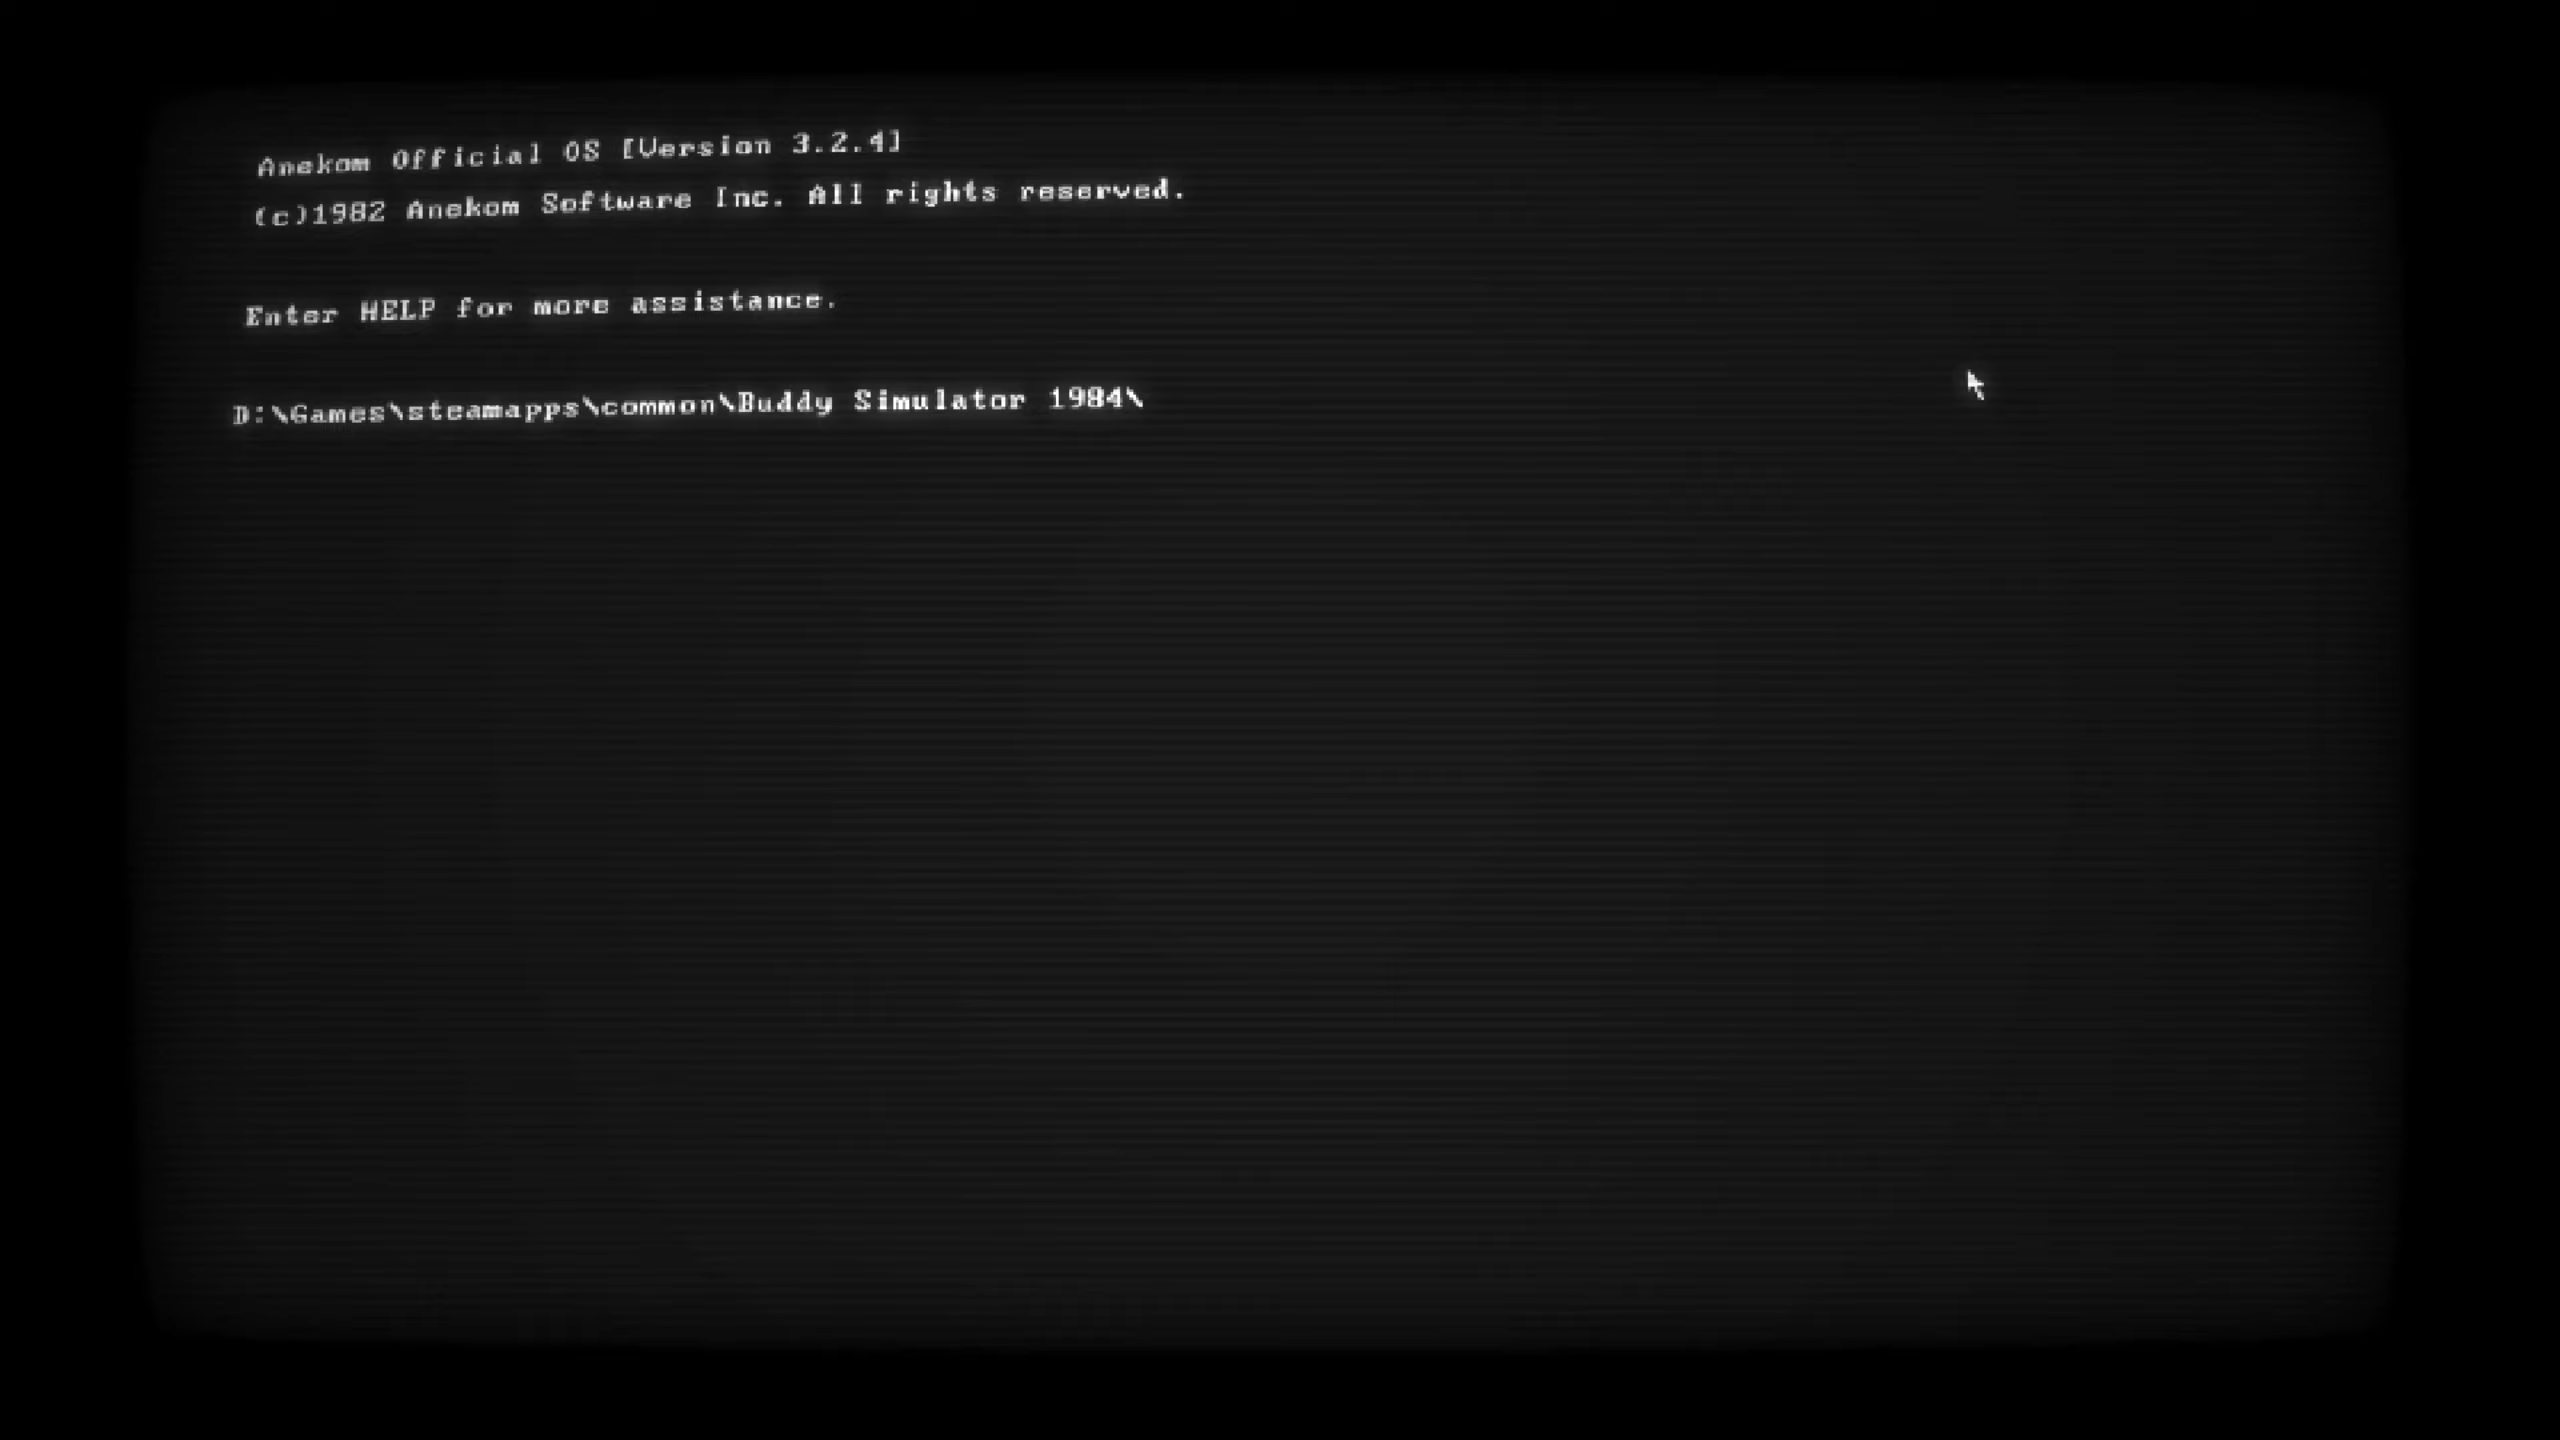 Anekom Official OS [Version 3.2.4]
(c)1982 Anekom Software Inc. All rights reserved.
Enter HELP for more assistance.
D:\Games\steamapps\common\Buddy Simulator 1984\